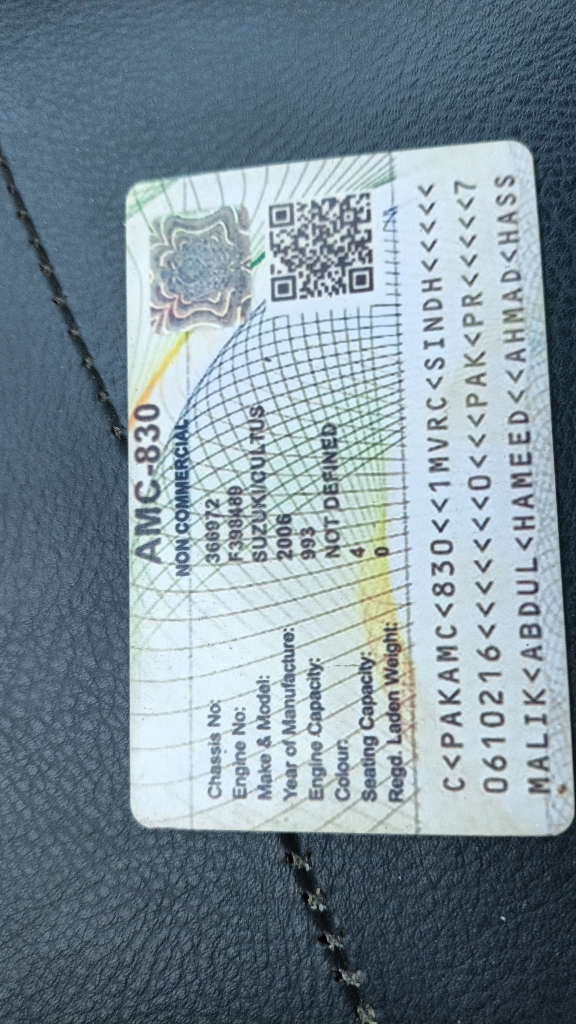 AMC-830
NON COMMERCIAL
Chassis No: 366972
Engine No: F398489
Make & Model: SUZUKI/CULTUS
Year of Manufacture: 2006
Engine Capacity: 993
Colour: NOT DEFINED
Seating Capacity: 4
Regd. Laden Weight: 0
C<PAKAMC<830<<1MVRC<SINDH<<<<<
0610216<<<<<<<0<<<PAK<PR<<<<<7
MALIK<ABDUL<HAMEED<<AHMAD<HASS